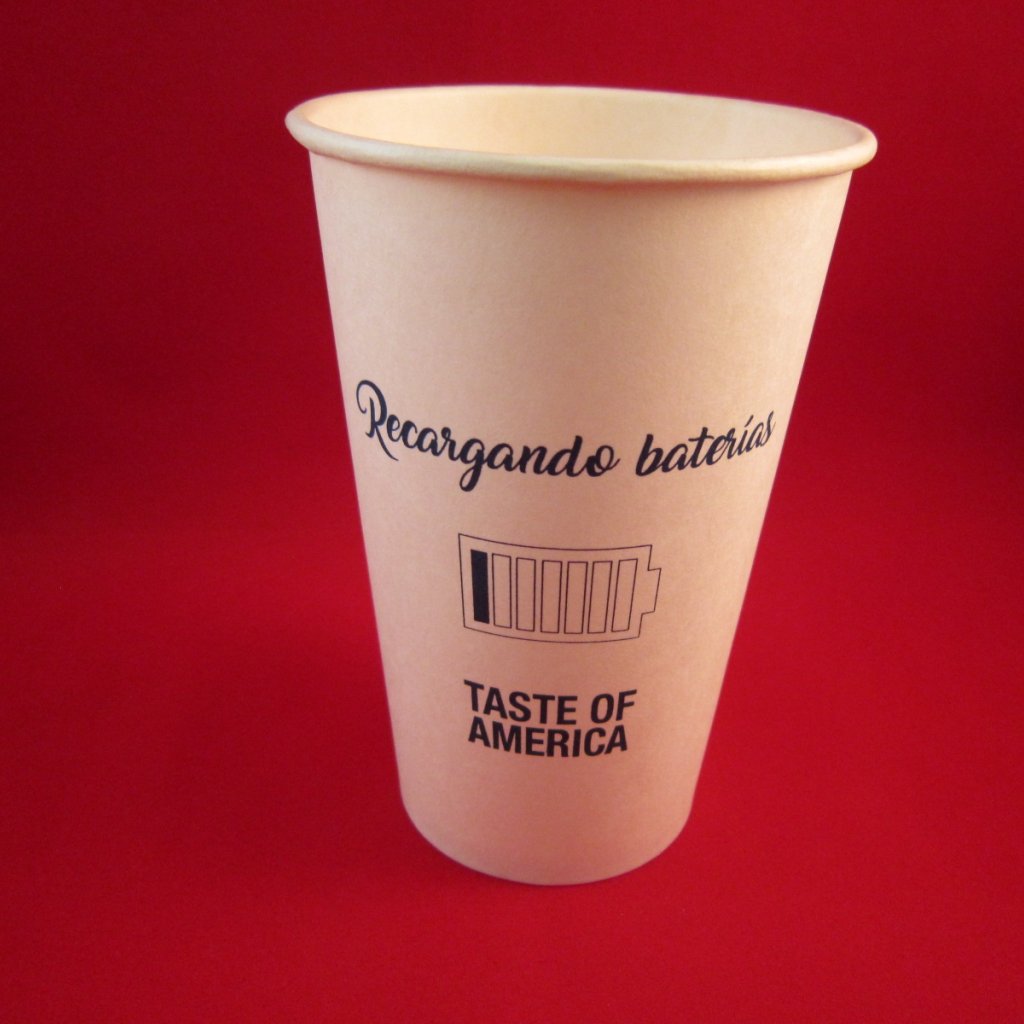 Recargando baterías
TASTE OF
AMERICA